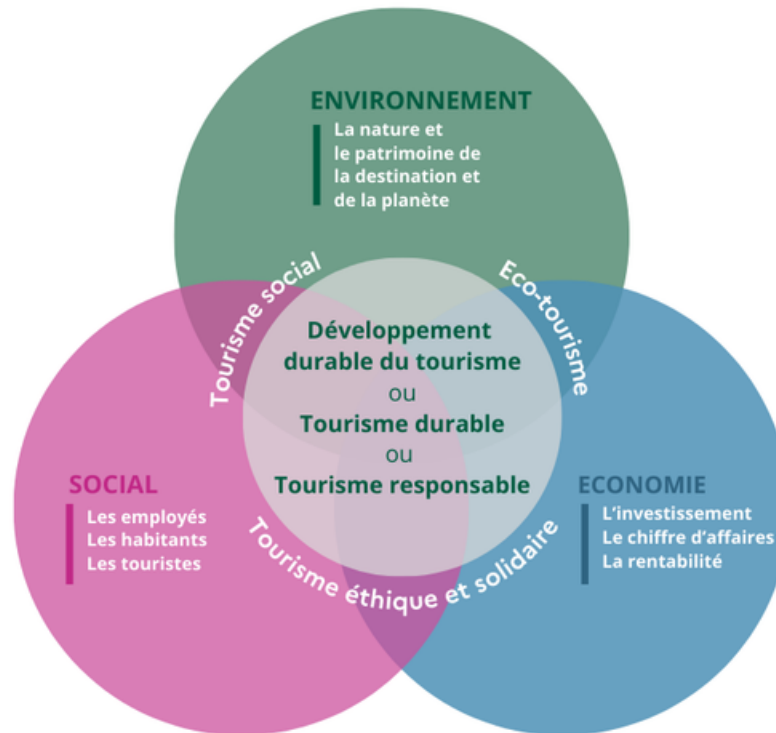 ENVIRONNEMENT
La nature et
le patrimoine de
la destination et
de la planète
Tourisme social
Eco-tourisme
Développement
durable du tourisme
ou
Tourisme durable
ou
Tourisme responsable
SOCIAL
Les employés
Les habitants
Les touristes
ECONOMIE
L'investissement
Le chiffre d'affaires
La rentabilité
Tourisme éthique et solidaire